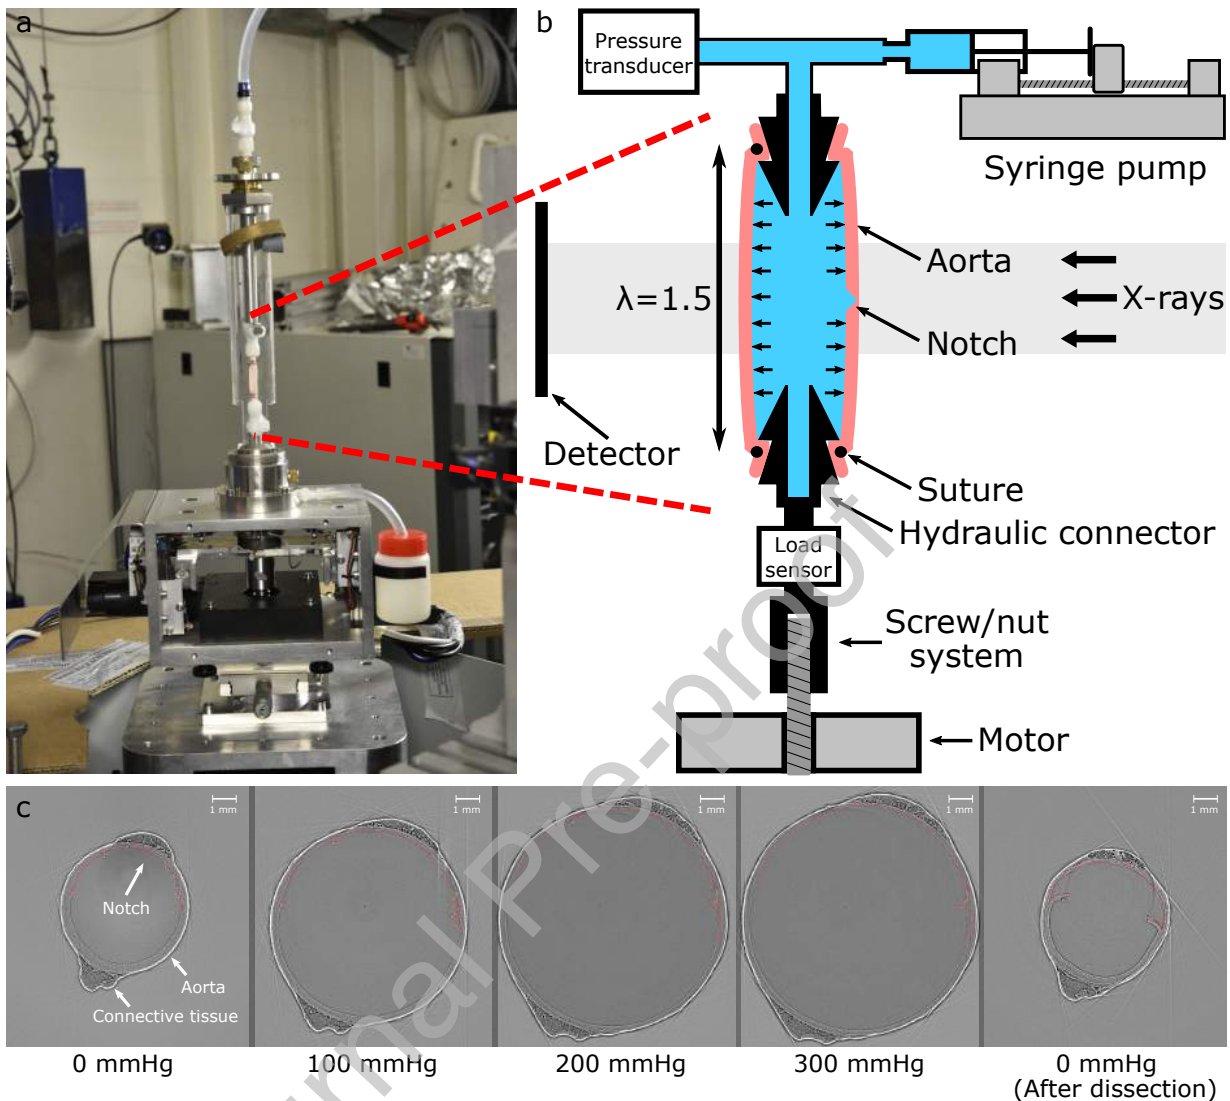 a
b
Pressure
transducer
Syringe pump
Aorta
λ=1.5
X-rays
Notch
Detector
Suture
Hydraulic connector
Load
sensor
Screw/nut
system
Motor
c
1 mm
1 mm
1 mm
1 mm
1 mm
Notch
Aorta
Connective tissue
0 mmHg
100 mmHg
200 mmHg
300 mmHg
0 mmHg
(After dissection)
rnal Pre-proof